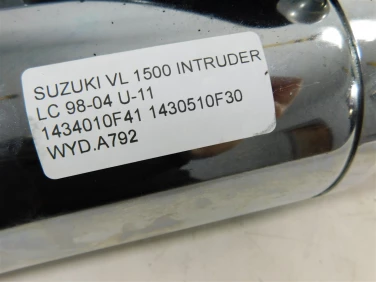 SUZUKI VL 1500 INTRUDER
LC 98-04 U-11
1434010F41 1430510F30
WYD.A792